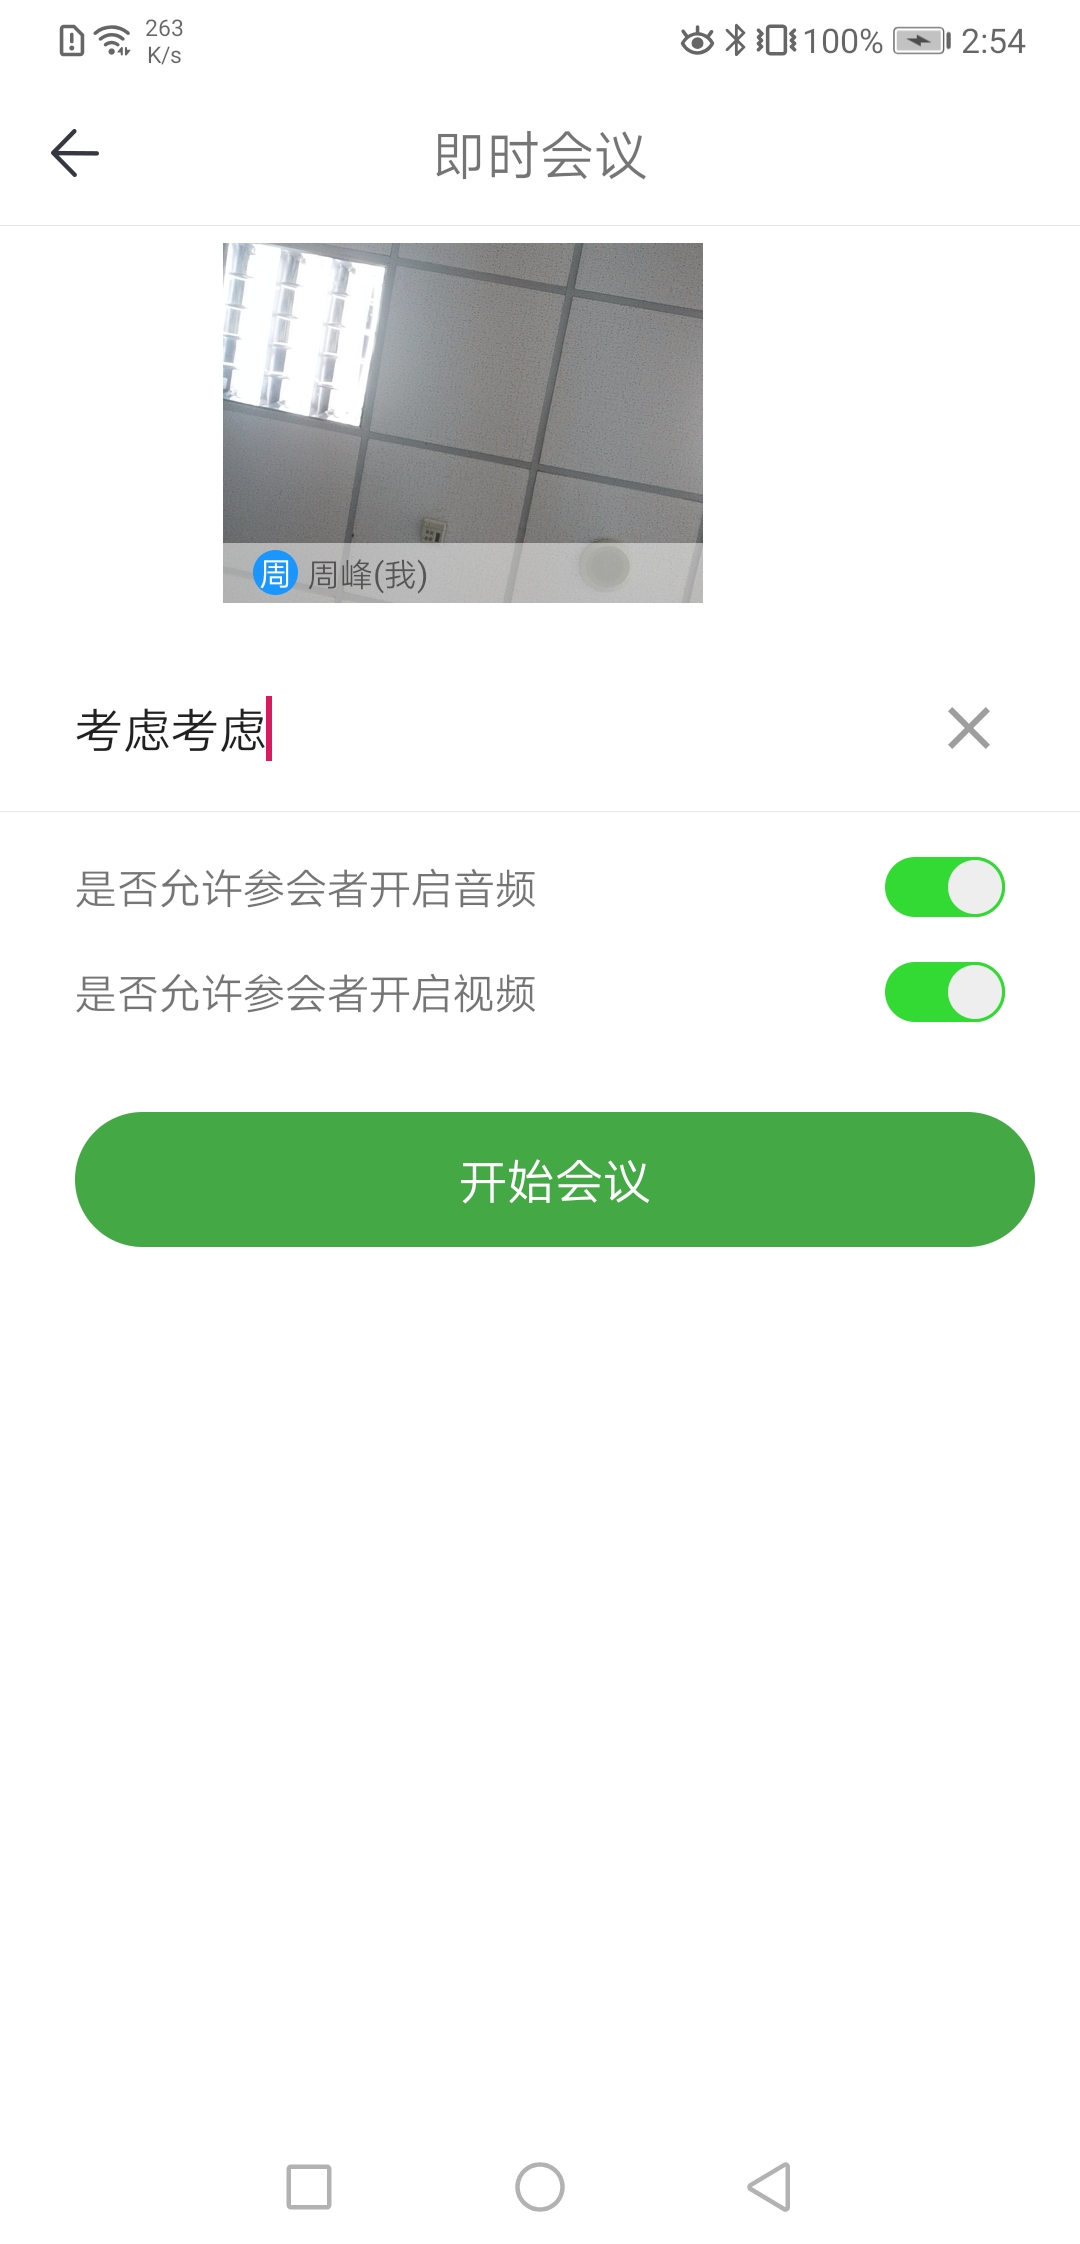 263
K/s
100%
2:54
即时会议
周 周峰(我)
考虑考虑
是否允许参会者开启音频
是否允许参会者开启视频
开始会议